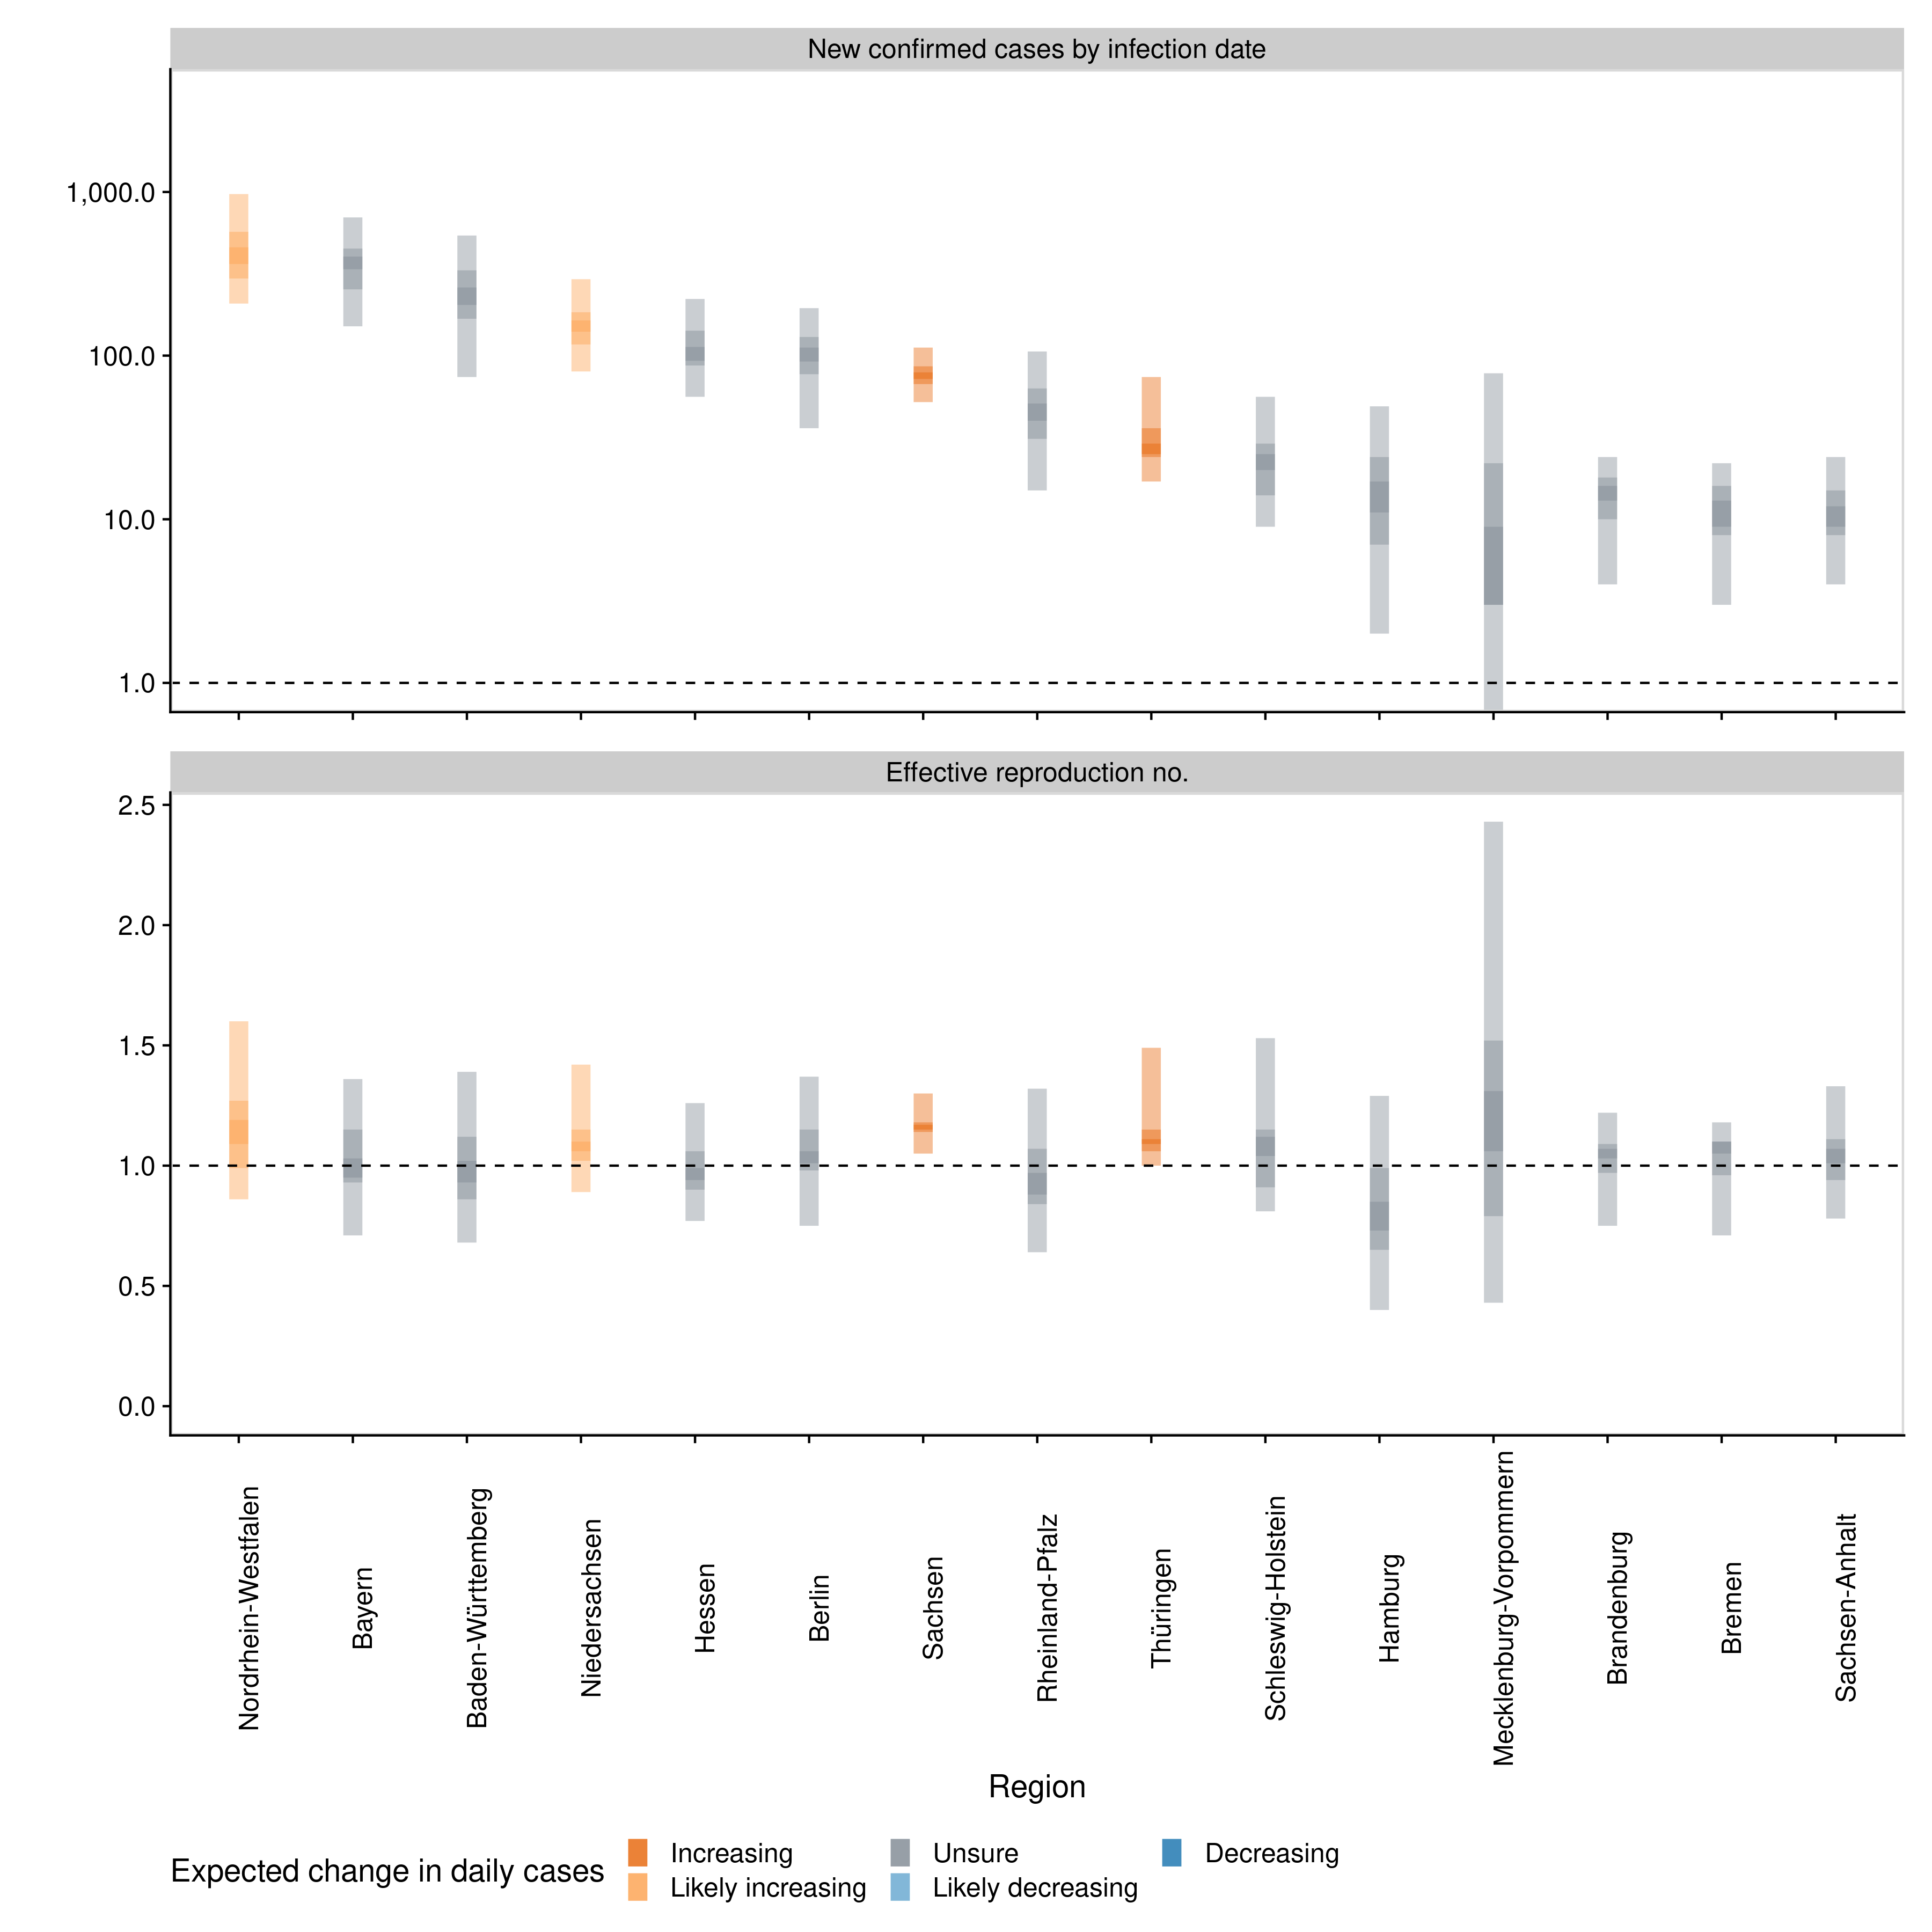 New confirmed cases by infection date
1,000.0
100.0
10.0
1.0
Effective reproduction no.
2.5
2.0
1.5
1.0
0.5
0.0
Nordrhein-Westfalen
Bayern
Baden-Württemberg
Niedersachsen
Hessen
Berlin
Sachsen
Rheinland-Pfalz
Thüringen
Schleswig-Holstein
Hamburg
Mecklenburg-Vorpommern
Brandenburg
Bremen
Sachsen-Anhalt
Region
Expected change in daily cases
Increasing
Likely increasing
Unsure
Likely decreasing
Decreasing